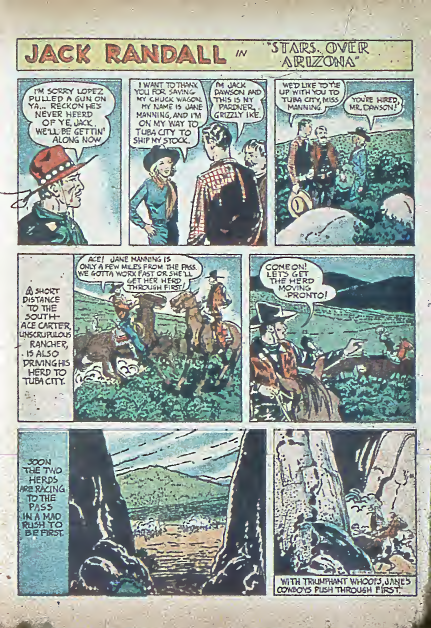 JACK RANDALL IN "STARS OVER
ARIZONA"
I'M SORRY LOPEZ
PULLED A GUN ON
YA... RECKON HE'S
NEVER HEERD
OF YE, JACK.
WE'LL BE GETTIN'
ALONG NOW
I WANT TO THANK
YOU FOR SAVING
MY CHUCK WAGON.
MY NAME IS JANE
MANNING, AND I'M
ON MY WAY TO
TUBA CITY TO
SHIP MY STOCK.
I'M JACK
DAWSON AND
THIS IS MY
PARDNER
GRIZZLY IKE.
WE'D LIKE TO TIE
UP WITH YOU TO
TUBA CITY, MISS
MANNING.
YOU'RE HIRED,
MR. DAWSON!
A SHORT
DISTANCE
TO THE
SOUTH-
ACE CARTER,
UNSCRUPULOUS
RANCHER,
IS ALSO
DRIVING HIS
HERD TO
TUBA CITY.
ACE! JANE MANNING IS
ONLY A FEW MILES FROM THE PASS.
WE GOTTA WORK FAST OR SHE'LL
GET HER HERD
THROUGH FIRST!
COME ON!
LET'S GET
THE HERD
MOVING
PRONTO!
SOON
THE TWO
HERDS
ARE RACING
TO THE
PASS
IN A MAD
RUSH TO
BE FIRST.
WITH TRIUMPHANT WHOOPS, JANE'S
COWBOYS PUSH THROUGH FIRST.